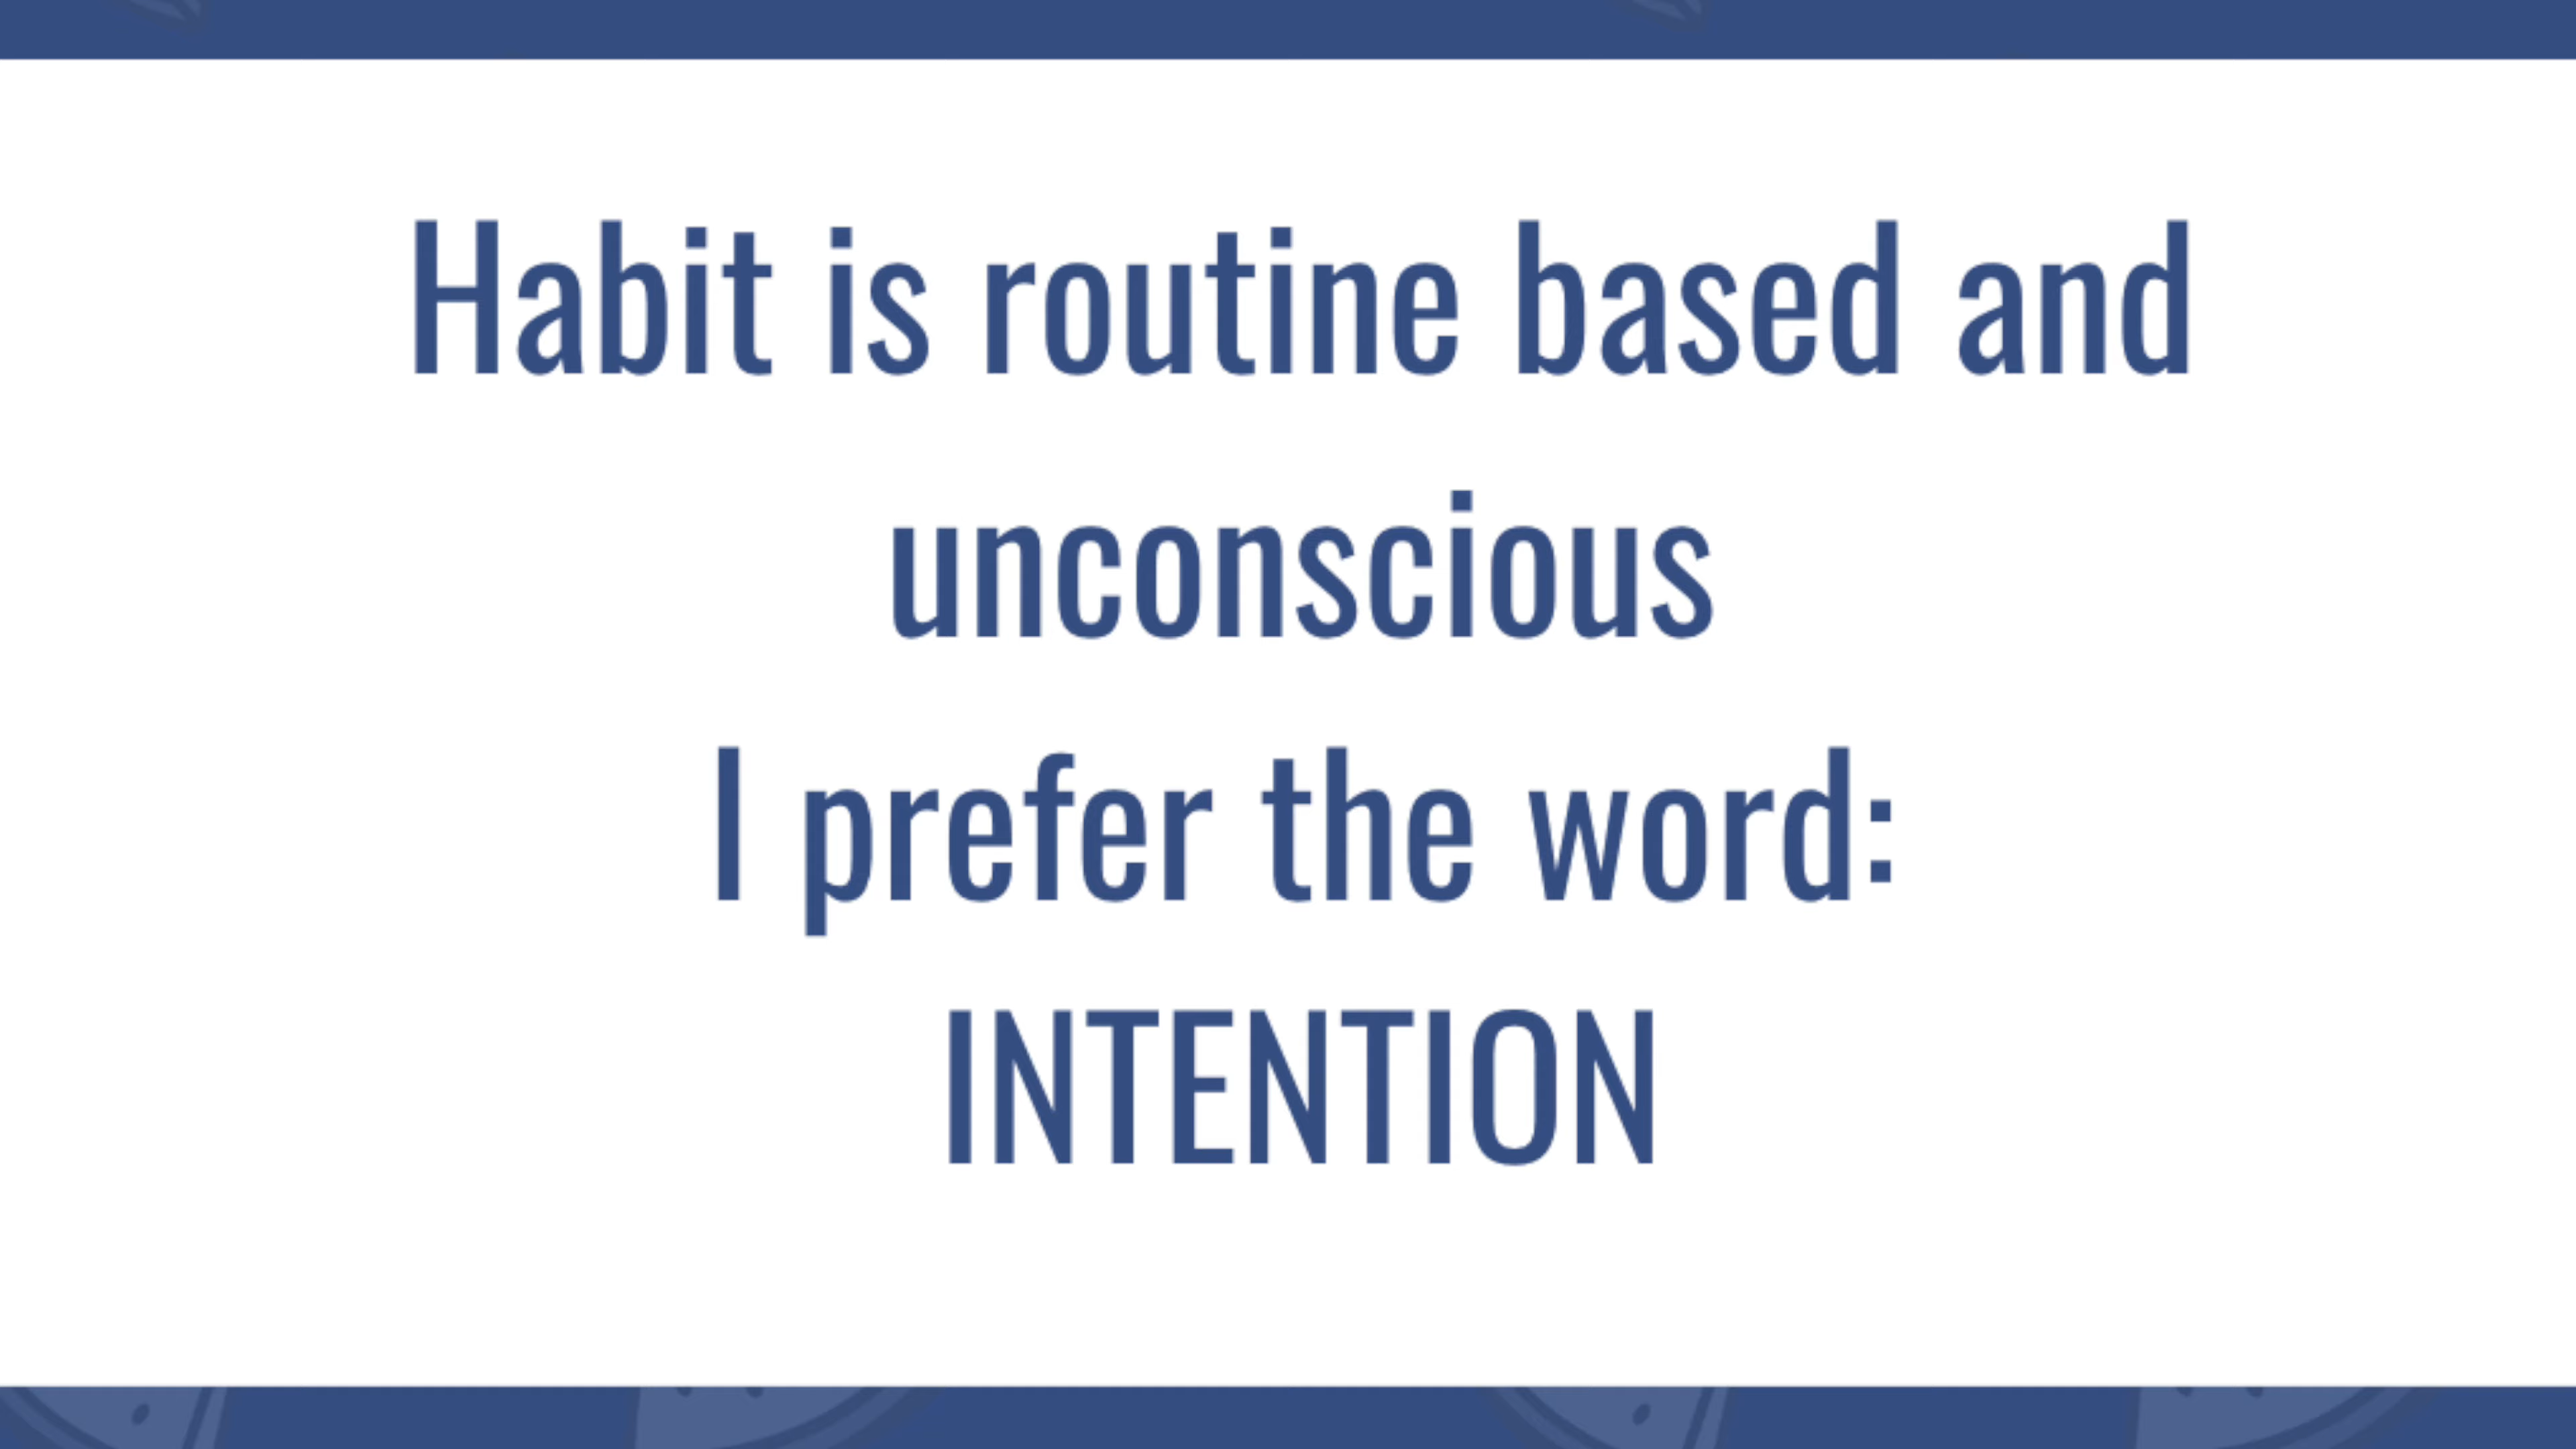 Habit is routine based and
unconscious
I prefer the word:
INTENTION